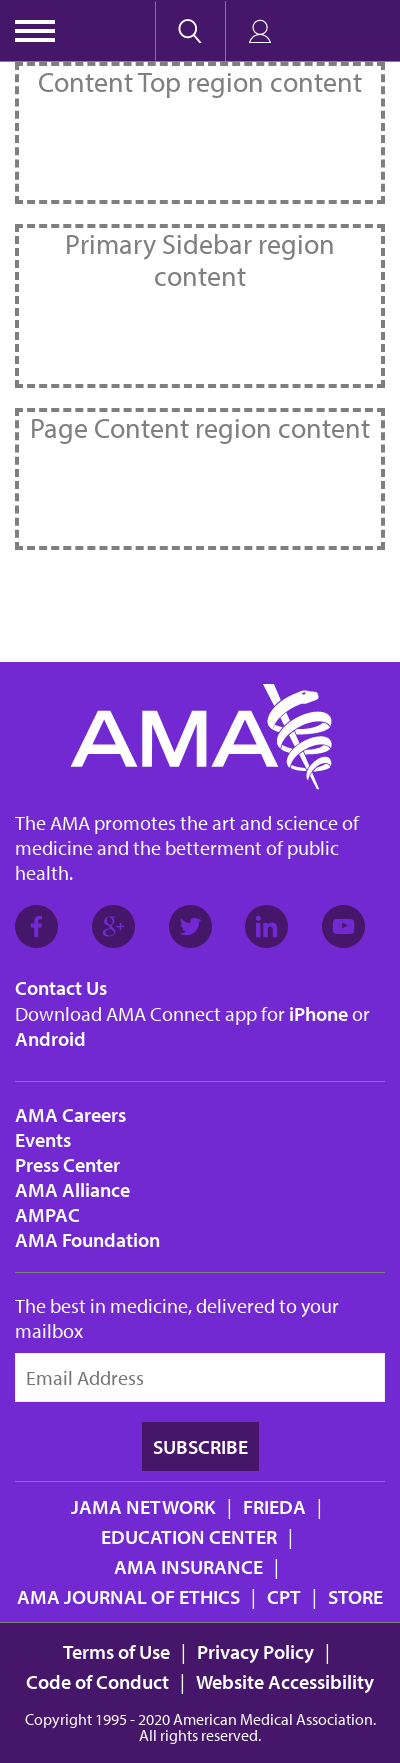 Content Top region content
Primary Sidebar region
content
Page Content region content
AMA
The AMA promotes the art and science of
medicine and the betterment of public
health.
Contact Us
Download AMA Connect app for iPhone or
Android
AMA Careers
Events
Press Center
AMA Alliance
AMPAC
AMA Foundation
The best in medicine, delivered to your
mailbox
Email Address
SUBSCRIBE
JAMA NETWORK | FRIEDA |
EDUCATION CENTER |
AMA INSURANCE |
AMA JOURNAL OF ETHICS | CPT | STORE
Terms of Use | Privacy Policy |
Code of Conduct | Website Accessibility
Copyright 1995 - 2020 American Medical Association.
All rights reserved.